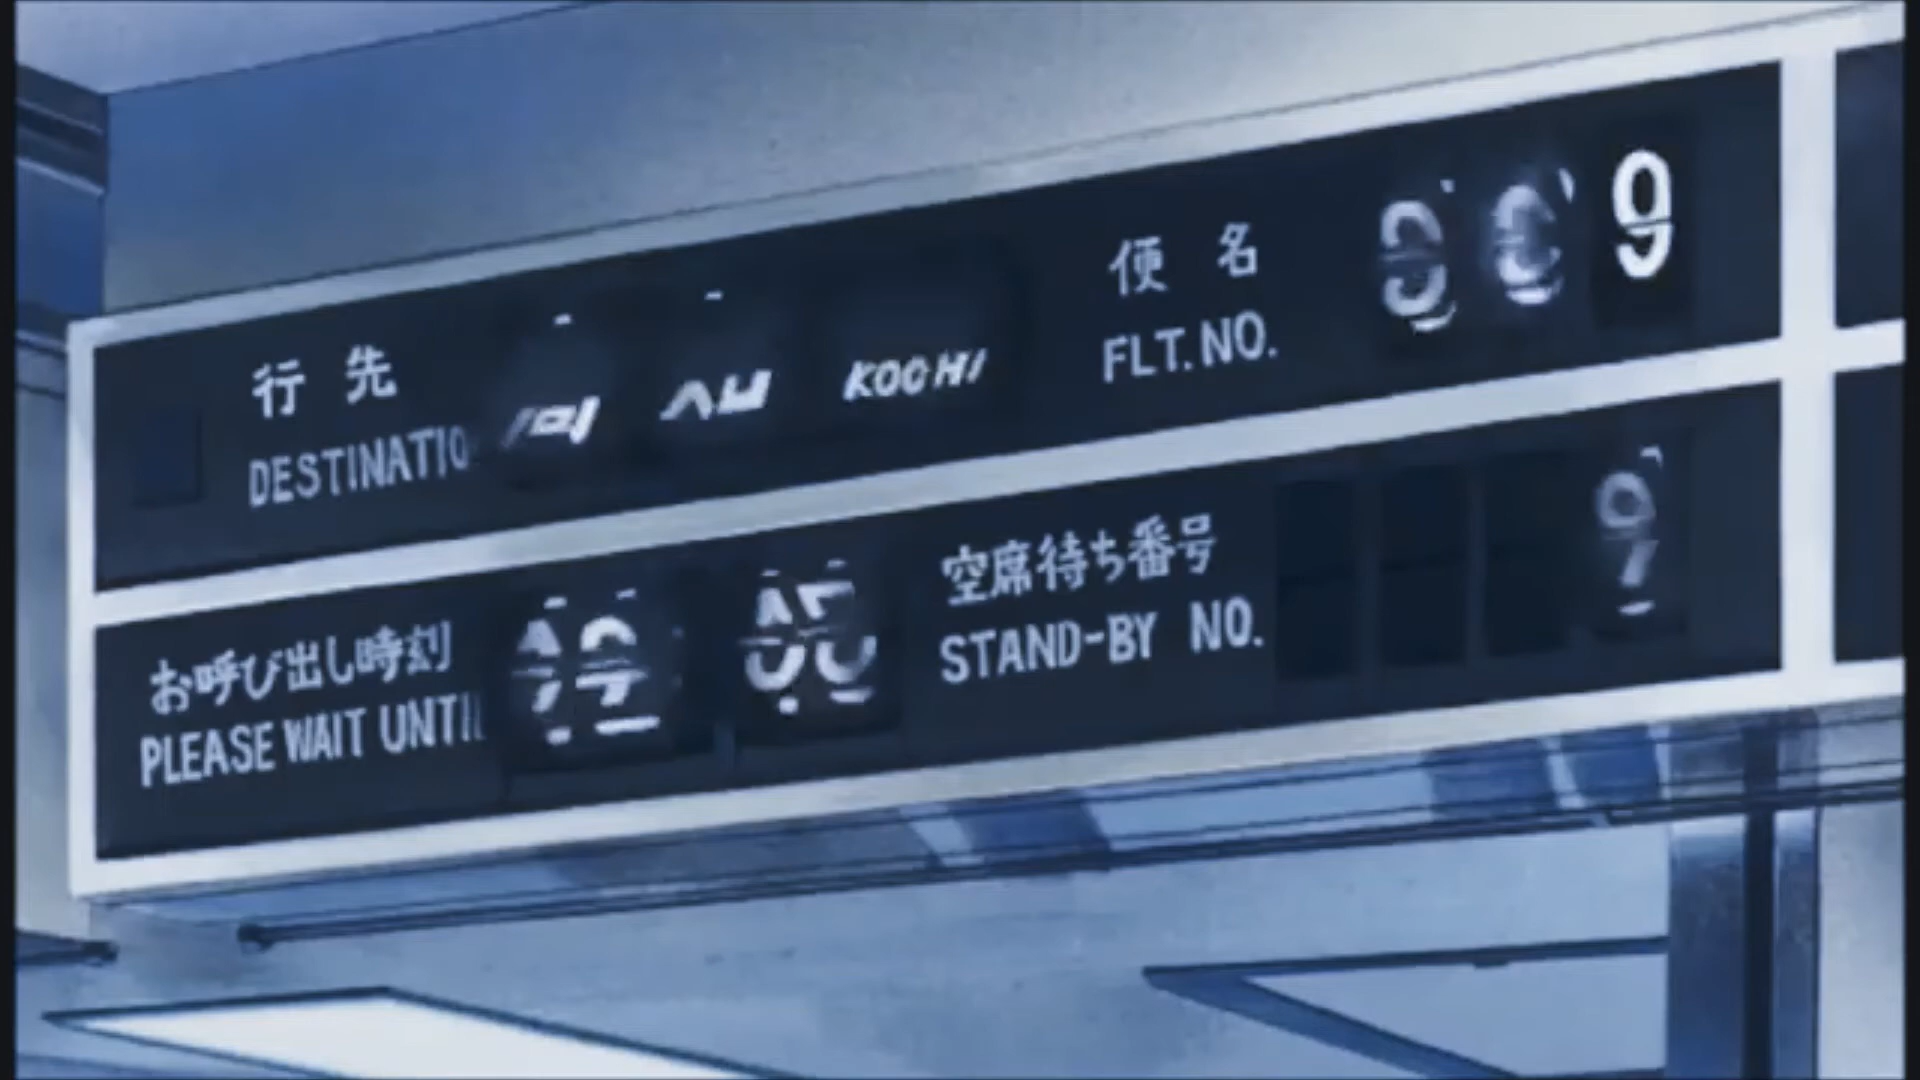 行先
DESTINATIO
KOCHI
便名
FLT.NO.
9
お呼び出し時刻
PLEASE WAIT UNTIL
空席待ち番号
STAND-BY NO.